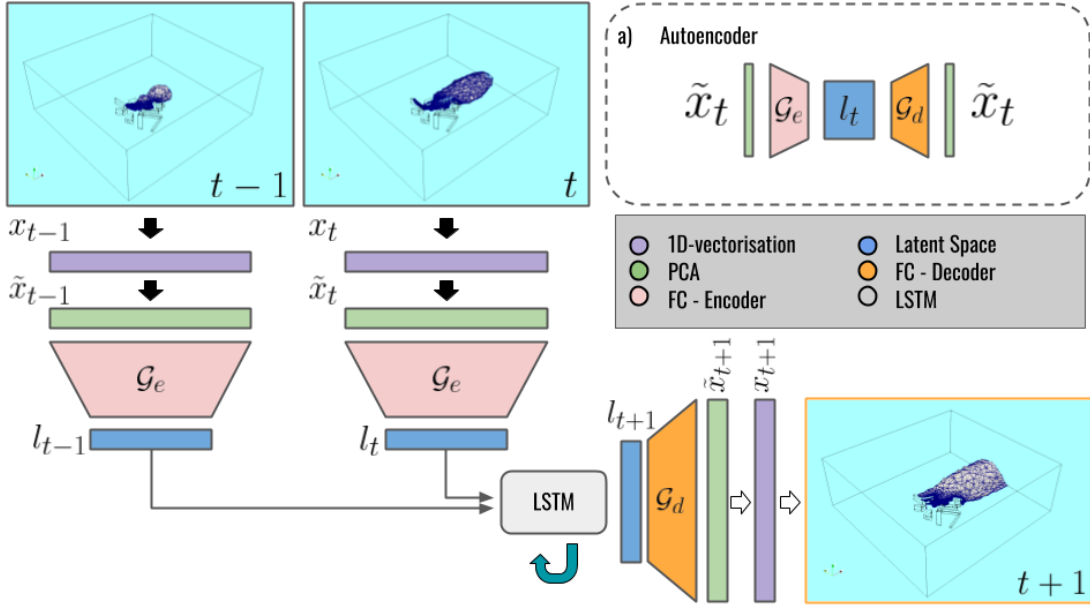 t − 1
t
a) Autoencoder
x̃_t 𝒢_e l_t 𝒢_d x̃_t
x_{t−1}
x_t
1D-vectorisation
PCA
FC - Encoder
Latent Space
FC - Decoder
LSTM
x̃_{t−1}
x̃_t
𝒢_e
𝒢_e
l_{t−1}
l_t
LSTM
l_{t+1}
𝒢_d
x̃_{t+1}
x_{t+1}
t + 1